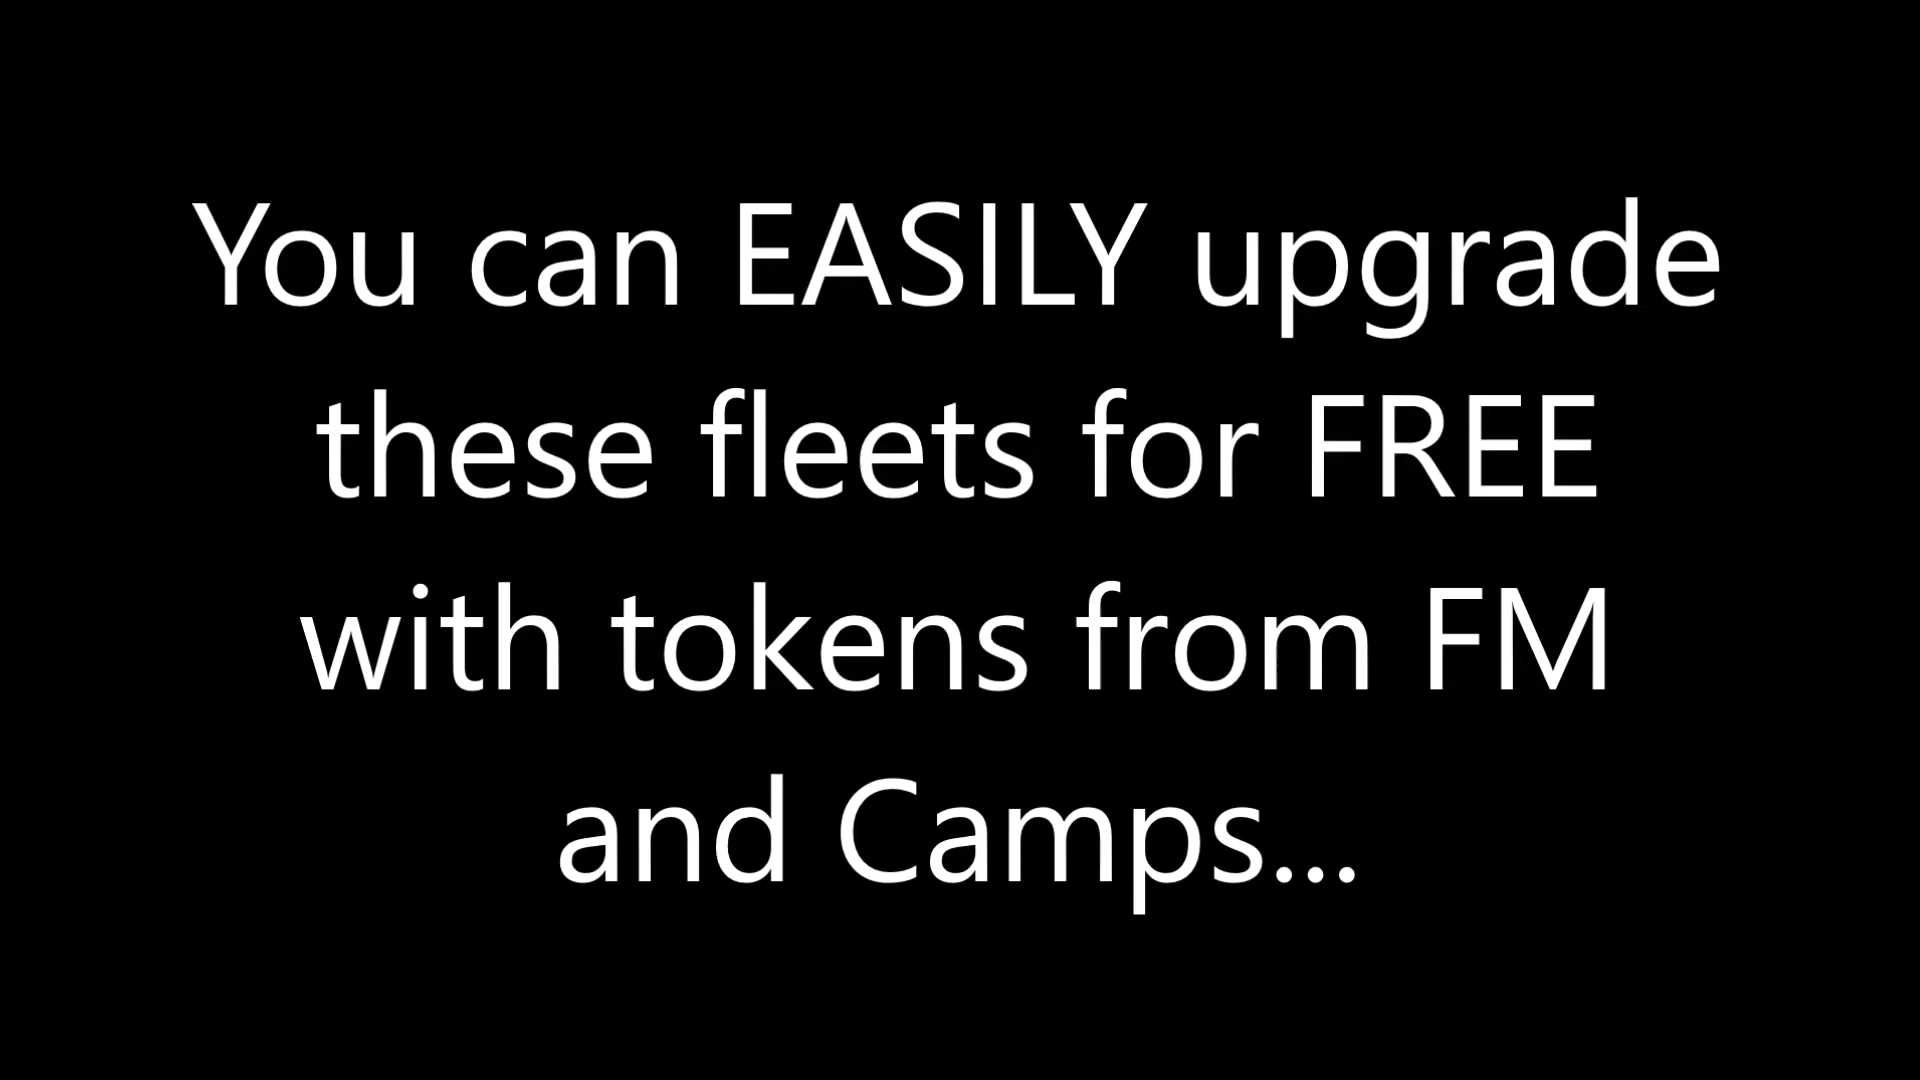 You can EASILY upgrade
these fleets for FREE
with tokens from FM
and Camps...